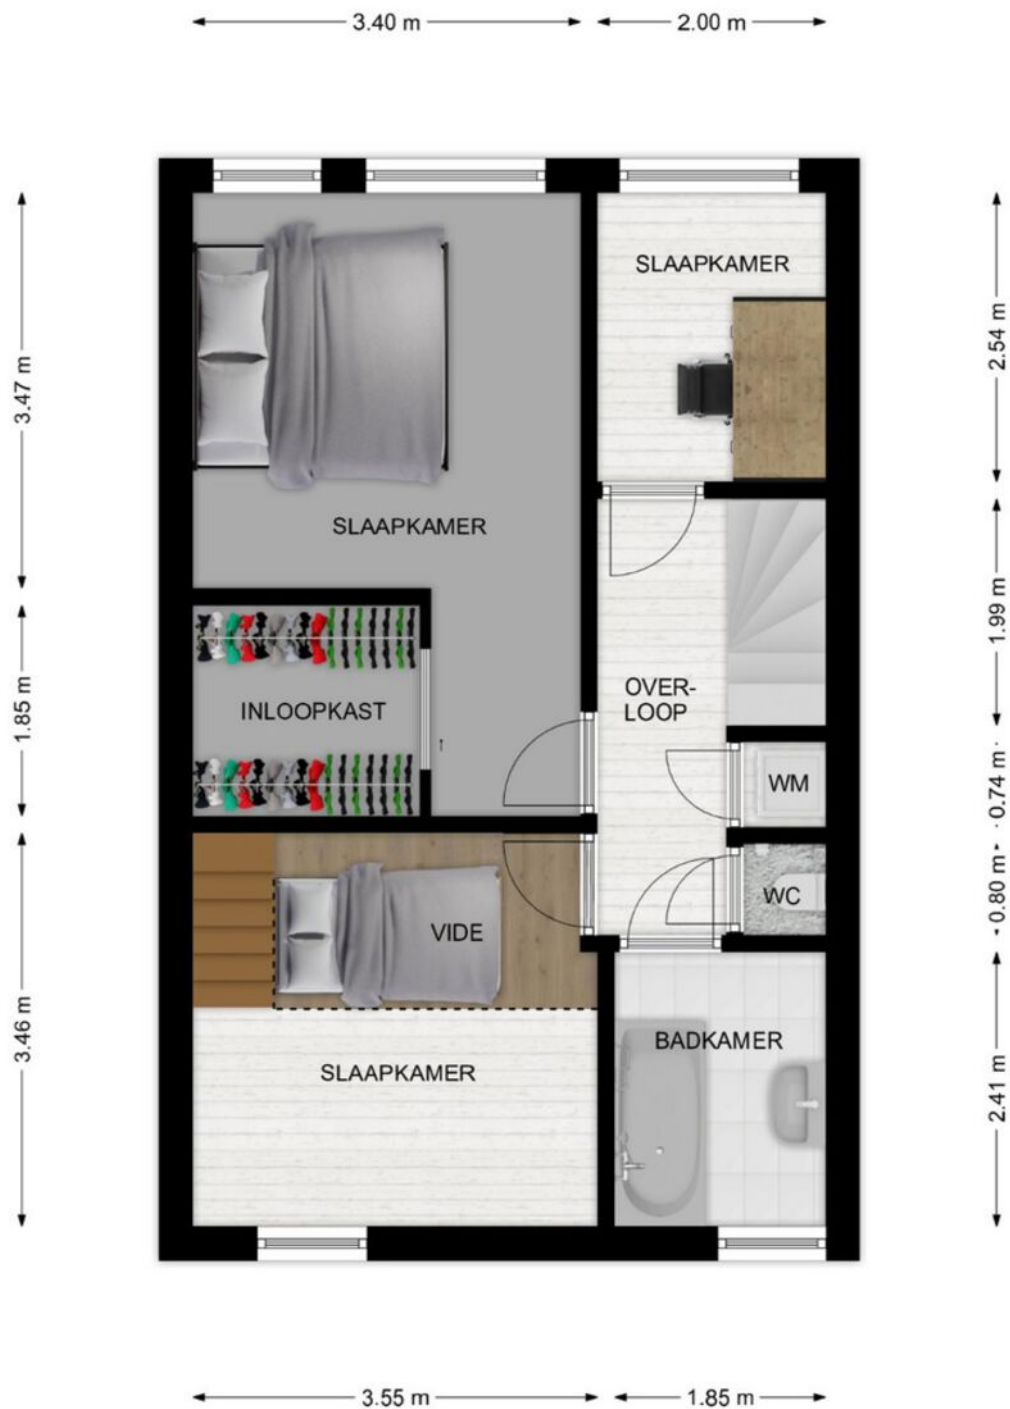 3.40 m
2.00 m
SLAAPKAMER
2.54 m
3.47 m
SLAAPKAMER
1.99 m
OVER-
LOOP
INLOOPKAST
1.85 m
WM
0.74 m
WC
0.80 m
VIDE
3.46 m
BADKAMER
SLAAPKAMER
2.41 m
3.55 m
1.85 m